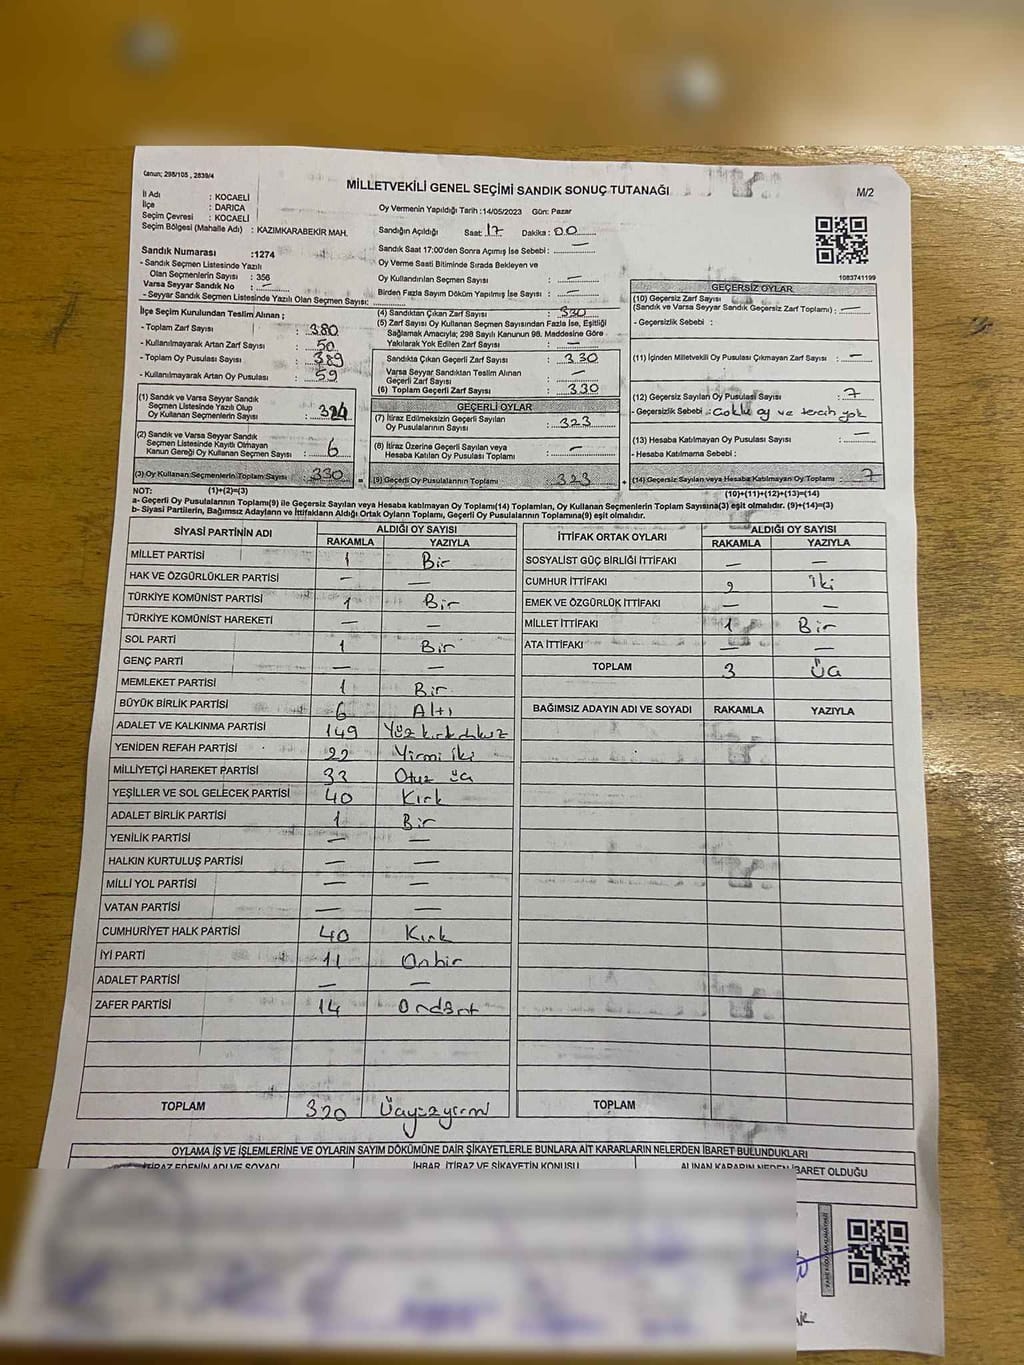 Kanun; 298/105 , 2839/4
MİLLETVEKİLİ GENEL SEÇİMİ SANDIK SONUÇ TUTANAĞI
M/2
İl Adı : KOCAELİ
İlçe : DARICA
Seçim Çevresi : KOCAELİ
Seçim Bölgesi (Mahalle Adı) : KAZIMKARABEKİR MAH.
Oy Vermenin Yapıldığı Tarih :14/05/2023 Gün: Pazar
Sandığın Açıldığı Saat: 17 Dakika : 00
Sandık Saat 17:00'den Sonra Açımış İse Sebebi : —
Oy Verme Saati Bitiminde Sırada Bekleyen ve
Oy Kullandırılan Seçmen Sayısı : —
Birden Fazla Sayım Döküm Yapılmış İse Sayısı : —
1083741199
Sandık Numarası :1274
- Sandık Seçmen Listesinde Yazılı
Olan Seçmenlerin Sayısı : 356
Varsa Seyyar Sandık No : —
- Seyyar Sandık Seçmen Listesinde Yazılı Olan Seçmen Sayısı:
İlçe Seçim Kurulundan Teslim Alınan ;
- Toplam Zarf Sayısı : 380
- Kullanılmayarak Artan Zarf Sayısı : 50
- Toplam Oy Pusulası Sayısı : 389
- Kullanılmayarak Artan Oy Pusulası : 59
(1) Sandık ve Varsa Seyyar Sandık
Seçmen Listesinde Yazılı Olup
Oy Kullanan Seçmenlerin Sayısı : 324
(2) Sandık ve Varsa Seyyar Sandık
Seçmen Listesinde Kayıtlı Olmayan
Kanun Gereği Oy Kullanan Seçmen Sayısı : 6
(3) Oy Kullanan Seçmenlerin Toplam Sayısı : 330
(4) Sandıktan Çıkan Zarf Sayısı : 330
(5) Zarf Sayısı Oy Kullanan Seçmen Sayısından Fazla İse, Eşitliği
Sağlamak Amacıyla; 298 Sayılı Kanunun 98. Maddesine Göre
Yakılarak Yok Edilen Zarf Sayısı : —
Sandıkta Çıkan Geçerli Zarf Sayısı : 330
Varsa Seyyar Sandıktan Teslim Alınan
Geçerli Zarf Sayısı : —
(6) Toplam Geçerli Zarf Sayısı : 330
GEÇERLİ OYLAR
(7) İtiraz Edilmeksizin Geçerli Sayılan
Oy Pusulalarının Sayısı : 323
(8) İtiraz Üzerine Geçerli Sayılan veya
Hesaba Katılan Oy Pusulası Toplamı : —
(9) Geçerli Oy Pusulalarının Toplamı : 323
GEÇERSİZ OYLAR
(10) Geçersiz Zarf Sayısı
(Sandık ve Varsa Seyyar Sandık Geçersiz Zarf Toplamı) : —
- Geçersizlik Sebebi :
(11) İçinden Milletvekili Oy Pusulası Çıkmayan Zarf Sayısı : —
(12) Geçersiz Sayılan Oy Pusulası Sayısı : 7
- Geçersizlik Sebebi : Çoklu oy ve tercih yok
(13) Hesaba Katılmayan Oy Pusulası Sayısı : —
- Hesaba Katılmama Sebebi :
(14) Geçersiz Sayılan veya Hesaba Katılmayan Oy Toplamı : 7
NOT: (1)+(2)=(3)
(10)+(11)+(12)+(13)=(14)
a- Geçerli Oy Pusulalarının Toplamı(9) ile Geçersiz Sayılan veya Hesaba katılmayan Oy Toplamı(14) Toplamları, Oy Kullanan Seçmenlerin Toplam Sayısına(3) eşit olmalıdır. (9)+(14)=(3)
b- Siyasi Partilerin, Bağımsız Adayların ve İttifakların Aldığı Ortak Oyların Toplamı, Geçerli Oy Pusulalarının Toplamına(9) eşit olmalıdır.
SİYASİ PARTİNİN ADI ALDIĞI OY SAYISI
RAKAMLA YAZIYLA
MİLLET PARTİSİ 1 Bir
HAK VE ÖZGÜRLÜKLER PARTİSİ — —
TÜRKİYE KOMÜNİST PARTİSİ 1 Bir
TÜRKİYE KOMÜNİST HAREKETİ — —
SOL PARTİ 1 Bir
GENÇ PARTİ — —
MEMLEKET PARTİSİ 1 Bir
BÜYÜK BİRLİK PARTİSİ 6 Altı
ADALET VE KALKINMA PARTİSİ 149 Yüz kırkdokuz
YENİDEN REFAH PARTİSİ 22 Yirmi iki
MİLLİYETÇİ HAREKET PARTİSİ 33 Otuz üç
YEŞİLLER VE SOL GELECEK PARTİSİ 40 Kırk
ADALET BİRLİK PARTİSİ 1 Bir
YENİLİK PARTİSİ — —
HALKIN KURTULUŞ PARTİSİ — —
MİLLİ YOL PARTİSİ — —
VATAN PARTİSİ — —
CUMHURİYET HALK PARTİSİ 40 Kırk
İYİ PARTİ 11 Onbir
ADALET PARTİSİ — —
ZAFER PARTİSİ 14 Ondört
TOPLAM 320 Üçyüzyirmi
İTTİFAK ORTAK OYLARI ALDIĞI OY SAYISI
RAKAMLA YAZIYLA
SOSYALİST GÜÇ BİRLİĞİ İTTİFAKI — —
CUMHUR İTTİFAKI 2 İki
EMEK VE ÖZGÜRLÜK İTTİFAKI — —
MİLLET İTTİFAKI 1 Bir
ATA İTTİFAKI — —
TOPLAM 3 Üç
BAĞIMSIZ ADAYIN ADI VE SOYADI RAKAMLA YAZIYLA
TOPLAM
OYLAMA İŞ VE İŞLEMLERİNE VE OYLARIN SAYIM DÖKÜMÜNE DAİR ŞİKAYETLERLE BUNLARA AİT KARARLARIN NELERDEN İBARET BULUNDUKLARI
İTİRAZ EDENİN ADI VE SOYADI İHBAR, İTİRAZ VE ŞİKAYETİN KONUSU ALINAN KARARIN NEDEN İBARET OLDUĞU